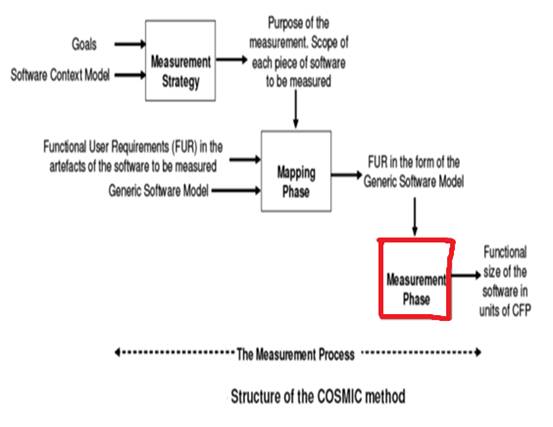 Goals
Software Context Model
Measurement
Strategy
Purpose of the
measurement. Scope of
each piece of software
to be measured
Functional User Requirements (FUR) in the
artefacts of the software to be measured
Generic Software Model
Mapping
Phase
FUR in the form of the
Generic Software Model
Measurement
Phase
Functional
size of the
software in
units of CFP
The Measurement Process
Structure of the COSMIC method